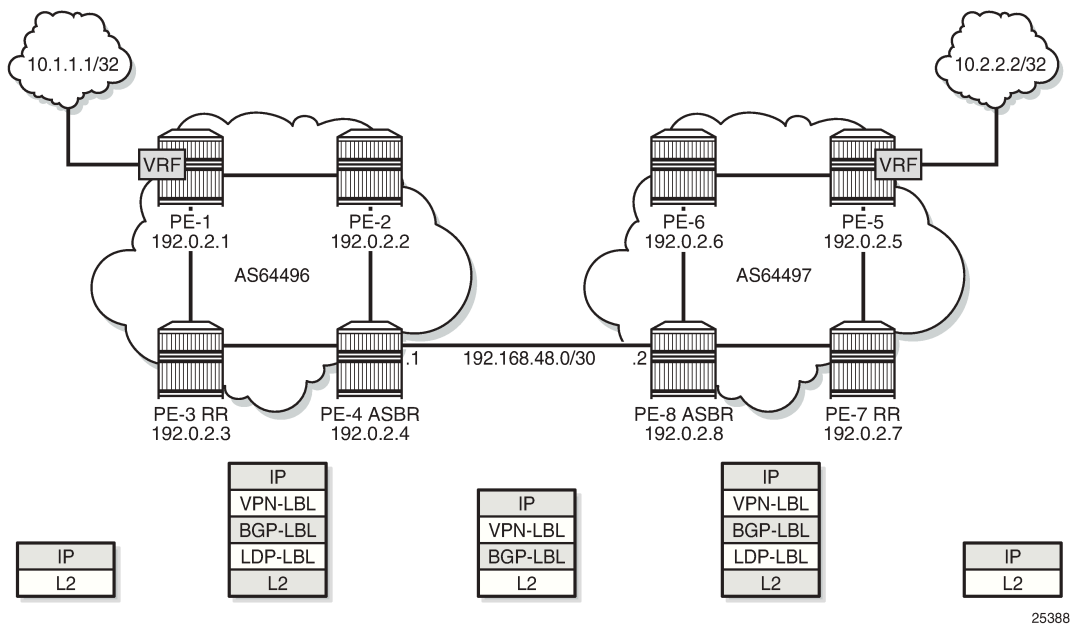 10.1.1.1/32
10.2.2.2/32
VRF
VRF
PE-1
192.0.2.1
PE-2
192.0.2.2
PE-6
192.0.2.6
PE-5
192.0.2.5
AS64496
AS64497
.1
192.168.48.0/30
.2
PE-3 RR
192.0.2.3
PE-4 ASBR
192.0.2.4
PE-8 ASBR
192.0.2.8
PE-7 RR
192.0.2.7
IP
L2
IP
VPN-LBL
BGP-LBL
LDP-LBL
L2
IP
VPN-LBL
BGP-LBL
L2
IP
VPN-LBL
BGP-LBL
LDP-LBL
L2
IP
L2
25388